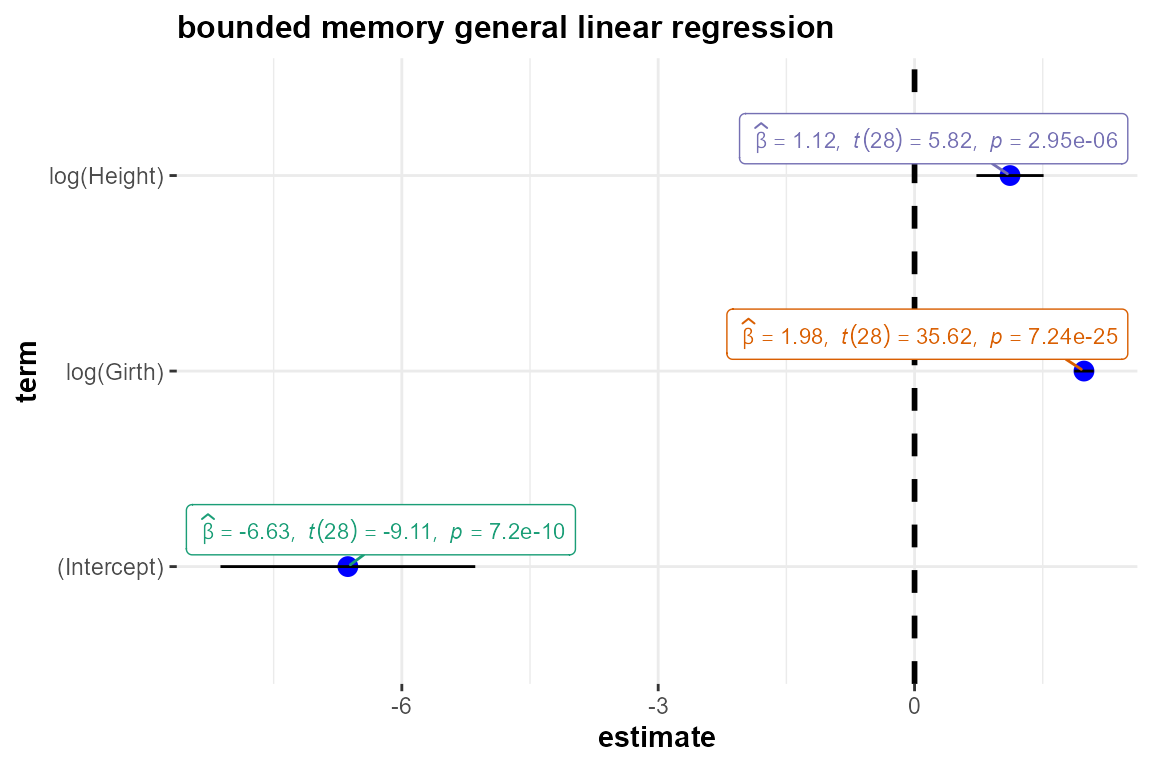 bounded memory general linear regression
β̂ = 1.12, t(28) = 5.82, p = 2.95e-06
log(Height)
β̂ = 1.98, t(28) = 35.62, p = 7.24e-25
log(Girth)
term
β̂ = -6.63, t(28) = -9.11, p = 7.2e-10
(Intercept)
-6 -3 0
estimate